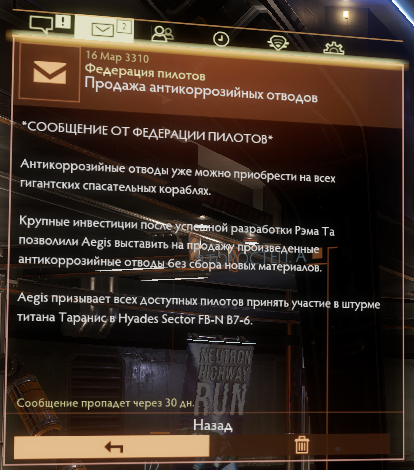 2
16 Мар 3310
Федерация пилотов
Продажа антикоррозийных отводов
*СООБЩЕНИЕ ОТ ФЕДЕРАЦИИ ПИЛОТОВ*
Антикоррозийные отводы уже можно приобрести на всех
гигантских спасательных кораблях.
Крупные инвестиции после успешной разработки Рэма Та
позволили Aegis выставить на продажу произведенные
антикоррозийные отводы без сбора новых материалов.
Aegis призывает всех доступных пилотов принять участие в штурме
титана Таранис в Hyades Sector FB-N B7-6.
NEUTRON
HIGHWAY
RUN
Сообщение пропадет через 30 дн.
Назад